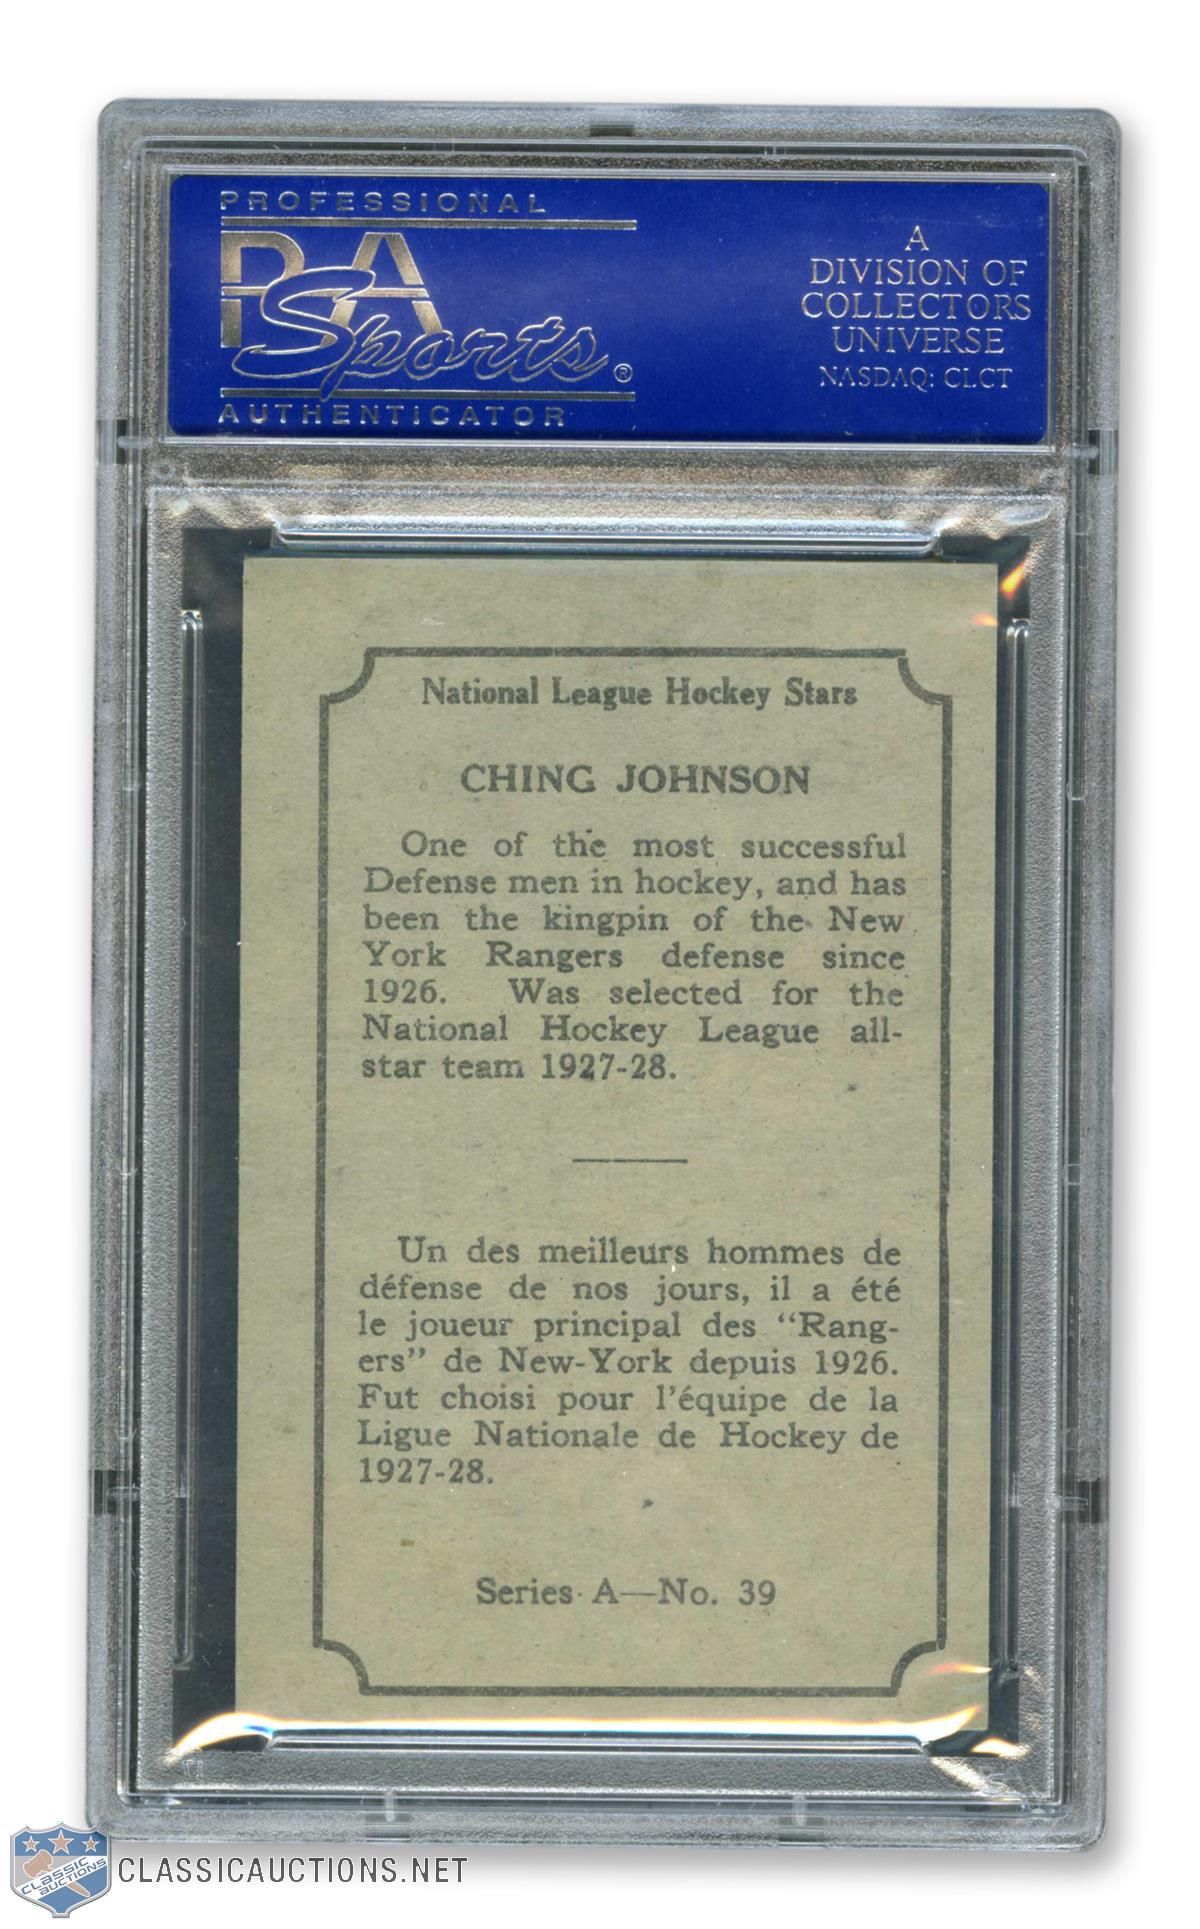 PROFESSIONAL
PSA
Sports®
AUTHENTICATOR
A
DIVISION OF
COLLECTORS
UNIVERSE
NASDAQ: CLCT
National League Hockey Stars
CHING JOHNSON
One of the most successful
Defense men in hockey, and has
been the kingpin of the New
York Rangers defense since
1926. Was selected for the
National Hockey League all-
star team 1927-28.
Un des meilleurs hommes de
défense de nos jours, il a été
le joueur principal des "Rang-
ers" de New-York depuis 1926.
Fut choisi pour l'équipe de la
Ligue Nationale de Hockey de
1927-28.
Series A—No. 39
CLASSIC
AUCTIONS
CLASSICAUCTIONS.NET